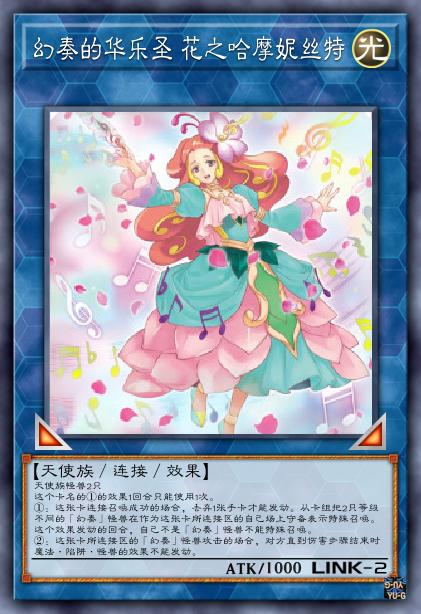 幻奏的华乐圣 花之哈摩妮丝特
光
【天使族/连接/效果】
天使族怪兽2只
这个卡名的①的效果1回合只能使用1次。
①：这张卡连接召唤成功的场合，丢弃1张手卡才能发动。从卡组把2只等级
不同的「幻奏」怪兽在作为这张卡所连接区的自己场上守备表示特殊召唤。
这个效果发动的回合，自己不是「幻奏」怪兽不能特殊召唤。
②：这张卡所连接区的「幻奏」怪兽攻击的场合，对方直到伤害步骤结束时
魔法·陷阱·怪兽的效果不能发动。
ATK/1000 LINK-2
YU-G
YU-G